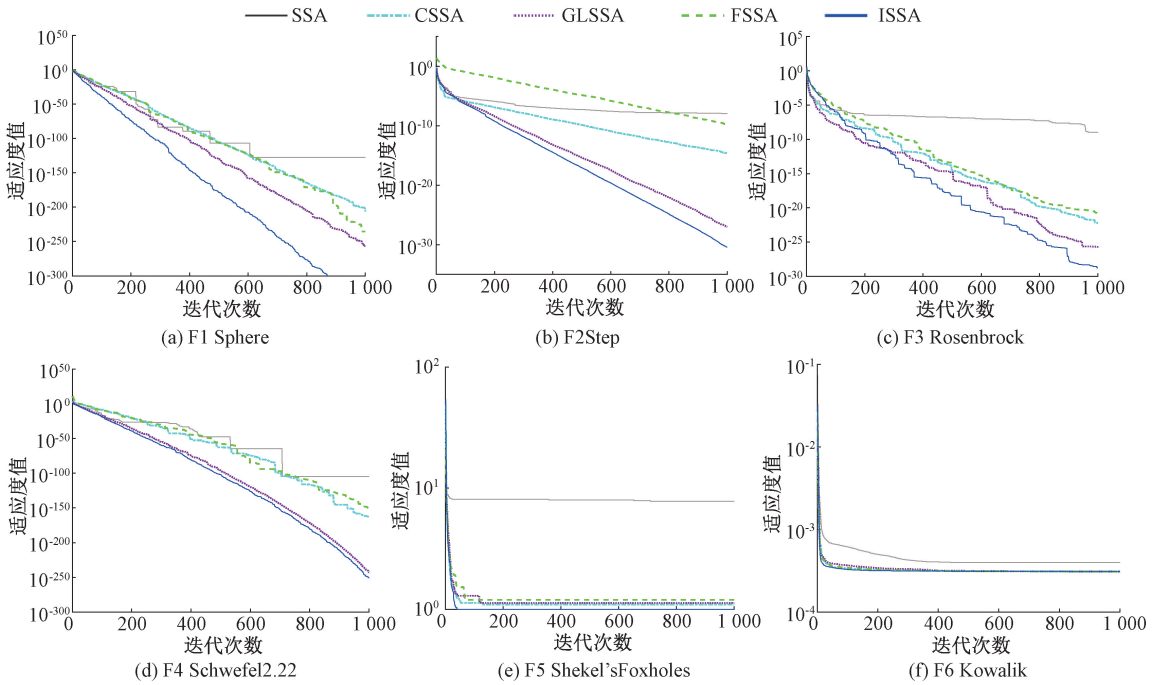 SSA CSSA GLSSA FSSA ISSA
10^50
10^0
10^-50
10^-100
10^-150
10^-200
10^-250
10^-300
适应度值
0 200 400 600 800 1 000
迭代次数
(a) F1 Sphere
10^0
10^-10
10^-20
10^-30
适应度值
0 200 400 600 800 1 000
迭代次数
(b) F2Step
10^5
10^0
10^-5
10^-10
10^-15
10^-20
10^-25
10^-30
适应度值
0 200 400 600 800 1 000
迭代次数
(c) F3 Rosenbrock
10^50
10^0
10^-50
10^-100
10^-150
10^-200
10^-250
10^-300
适应度值
0 200 400 600 800 1 000
迭代次数
(d) F4 Schwefel2.22
10^2
10^1
10^0
适应度值
0 200 400 600 800 1 000
迭代次数
(e) F5 Shekel'sFoxholes
10^-1
10^-2
10^-3
10^-4
适应度值
0 200 400 600 800 1 000
迭代次数
(f) F6 Kowalik